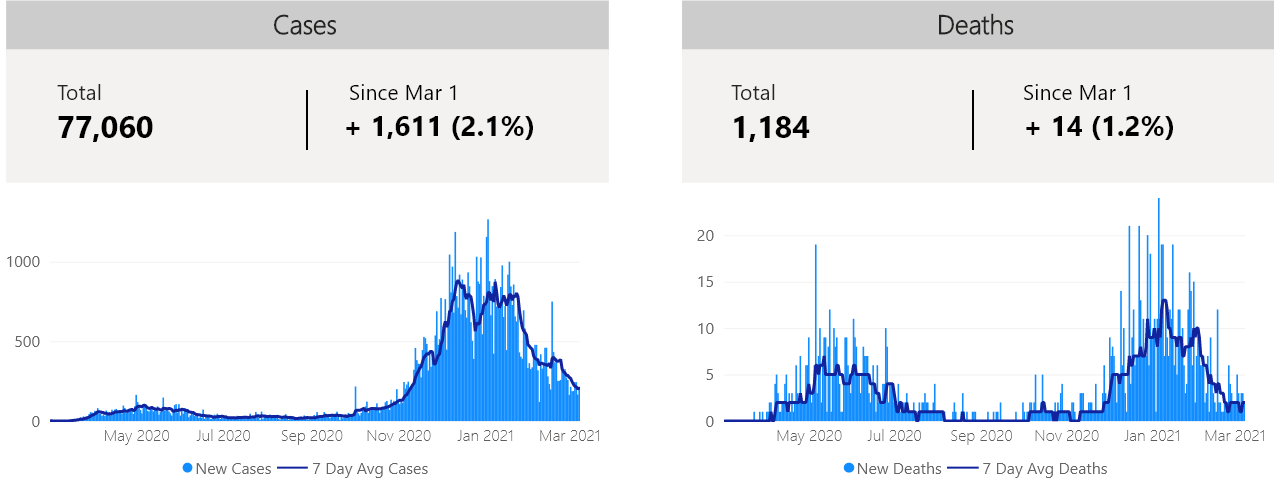 Cases
Total
77,060
Since Mar 1
+ 1,611 (2.1%)
1000
500
0
May 2020 Jul 2020 Sep 2020 Nov 2020 Jan 2021 Mar 2021
New Cases 7 Day Avg Cases
Deaths
Total
1,184
Since Mar 1
+ 14 (1.2%)
20
15
10
5
0
May 2020 Jul 2020 Sep 2020 Nov 2020 Jan 2021 Mar 2021
New Deaths 7 Day Avg Deaths